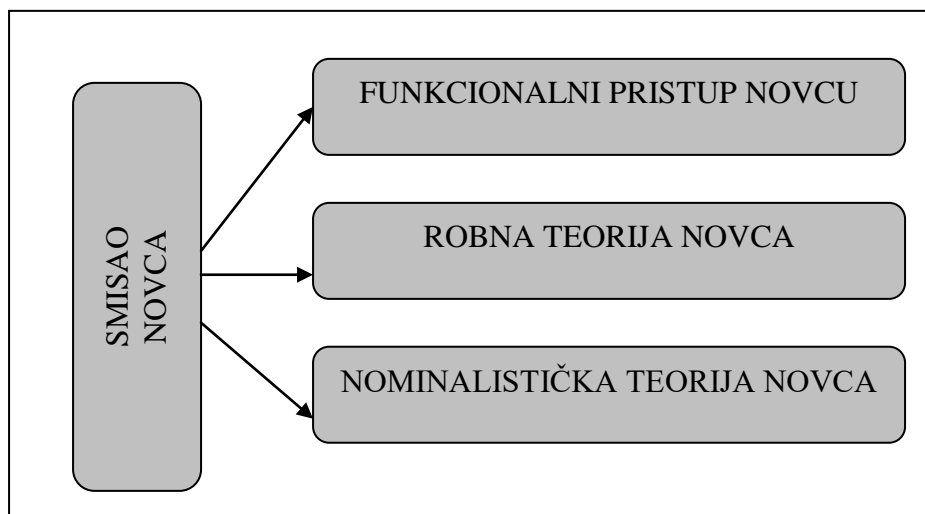 SMISAO
NOVCA
FUNKCIONALNI PRISTUP NOVCU
ROBNA TEORIJA NOVCA
NOMINALISTIČKA TEORIJA NOVCA